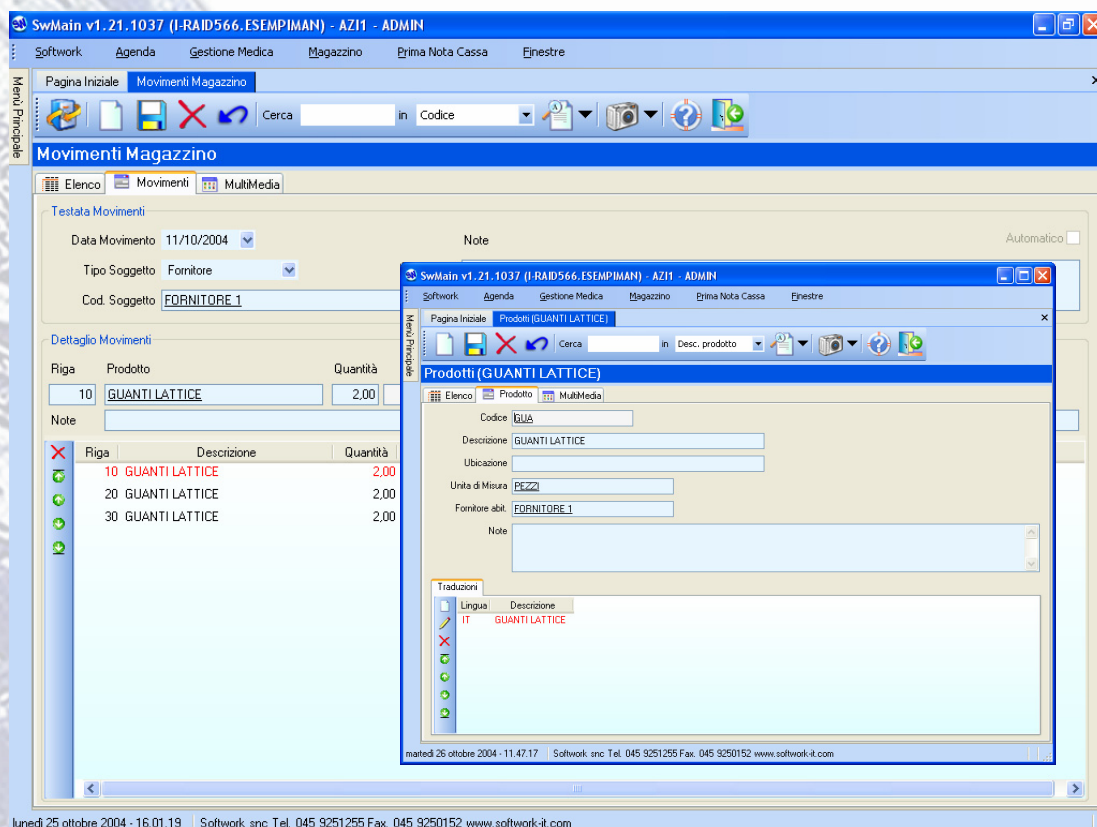 SwMain v1.21.1037 (I-RAID566.ESEMPIMAN) - AZI1 - ADMIN
Softwork Agenda Gestione Medica Magazzino Prima Nota Cassa Finestre
Menù Principale
Pagina Iniziale Movimenti Magazzino
Cerca in Codice
Movimenti Magazzino
Elenco Movimenti MultiMedia
Testata Movimenti
Data Movimento 11/10/2004 Note Automatico
Tipo Soggetto Fornitore
Cod. Soggetto FORNITORE 1
Dettaglio Movimenti
Riga Prodotto Quantità
10 GUANTI LATTICE 2,00
Note
Riga Descrizione Quantità
10 GUANTI LATTICE 2,00
20 GUANTI LATTICE 2,00
30 GUANTI LATTICE 2,00
lunedì 25 ottobre 2004 - 16.01.19 Softwork snc Tel. 045 9251255 Fax. 045 9250152 www.softwork-it.com
SwMain v1.21.1037 (I-RAID566.ESEMPIMAN) - AZI1 - ADMIN
Softwork Agenda Gestione Medica Magazzino Prima Nota Cassa Finestre
Menù Principale
Pagina Iniziale Prodotti (GUANTI LATTICE)
Cerca in Desc. prodotto
Prodotti (GUANTI LATTICE)
Elenco Prodotto MultiMedia
Codice GUA
Descrizione GUANTI LATTICE
Ubicazione
Unita di Misura PEZZI
Fornitore abit. FORNITORE 1
Note
Traduzioni
Lingua Descrizione
IT GUANTI LATTICE
martedì 26 ottobre 2004 - 11.47.17 Softwork snc Tel. 045 9251255 Fax. 045 9250152 www.softwork-it.com